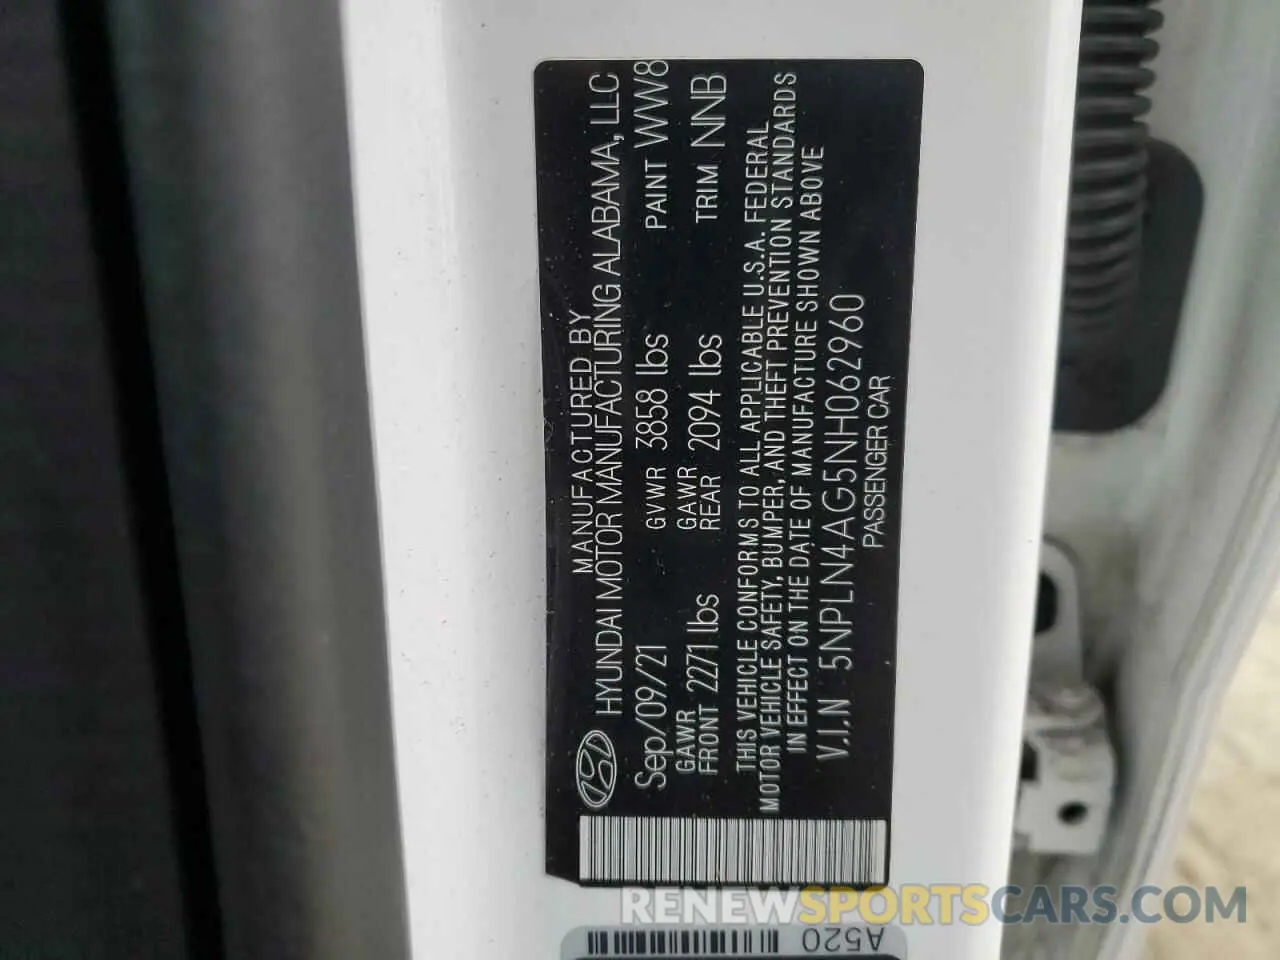 MANUFACTURED BY
HYUNDAI MOTOR MANUFACTURING ALABAMA, LLC
Sep/09/21 GVWR 3858 lbs PAINT WW8
GAWR FRONT 2271 lbs GAWR REAR 2094 lbs TRIM NNB
THIS VEHICLE CONFORMS TO ALL APPLICABLE U.S.A. FEDERAL
MOTOR VEHICLE SAFETY, BUMPER, AND THEFT PREVENTION STANDARDS
IN EFFECT ON THE DATE OF MANUFACTURE SHOWN ABOVE
V.I.N 5NPLN4AG5NH062960
PASSENGER CAR
A520
RENEWSPORTSCARS.COM